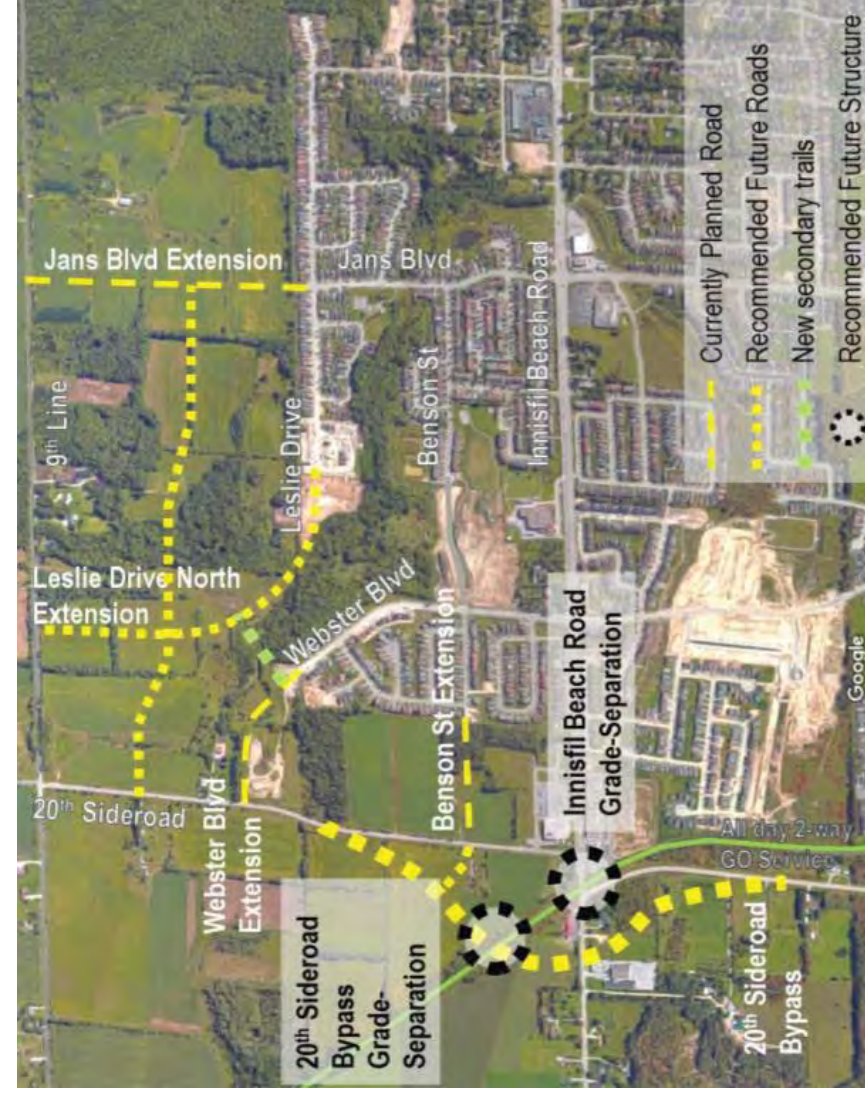 Jans Blvd Extension
Jans Blvd
9th Line
Leslie Drive
Benson St
Innisfil Beach Road
Leslie Drive North
Extension
Webster Blvd
20th Sideroad
Webster Blvd
Extension
Benson St Extension
Innisfil Beach Road
Grade-Separation
20th Sideroad
Bypass
Grade-
Separation
All day 2-way
GO Service
20th Sideroad
Bypass
Google
Currently Planned Road
Recommended Future Roads
New secondary trails
Recommended Future Structure